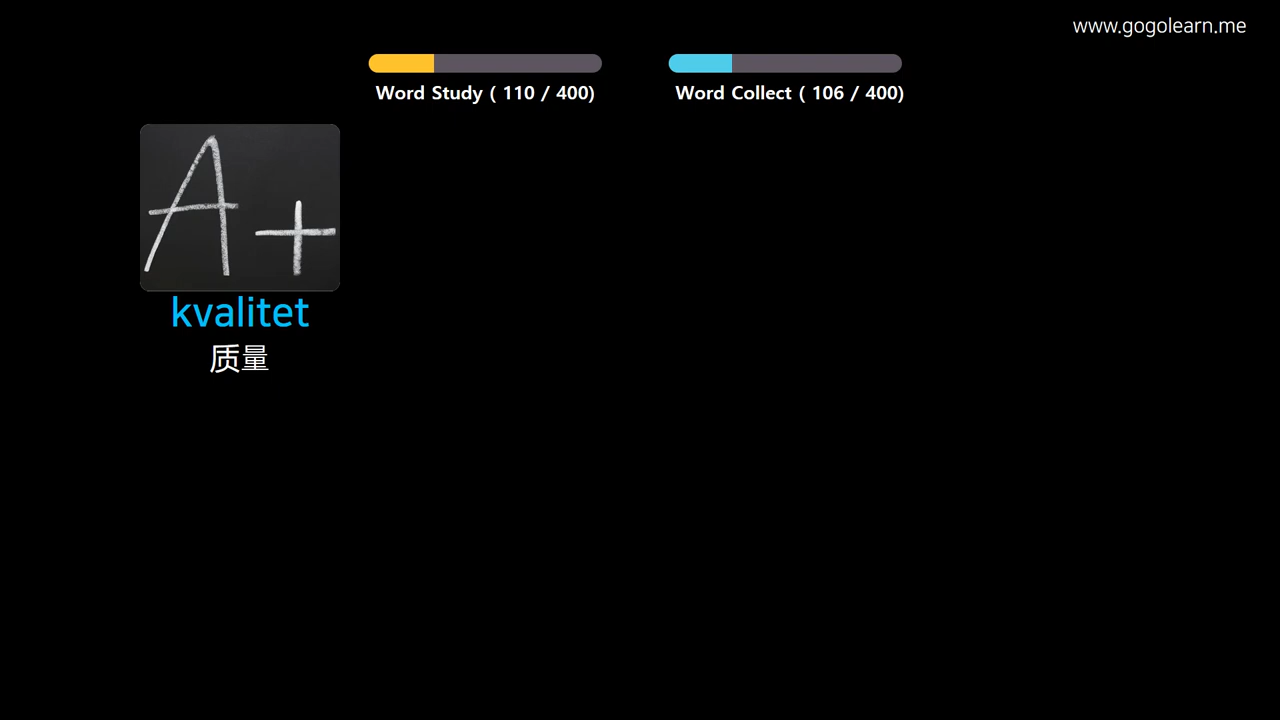 www.gogolearn.me
Word Study ( 110 / 400)
Word Collect ( 106 / 400)
A+
kvalitet
质量